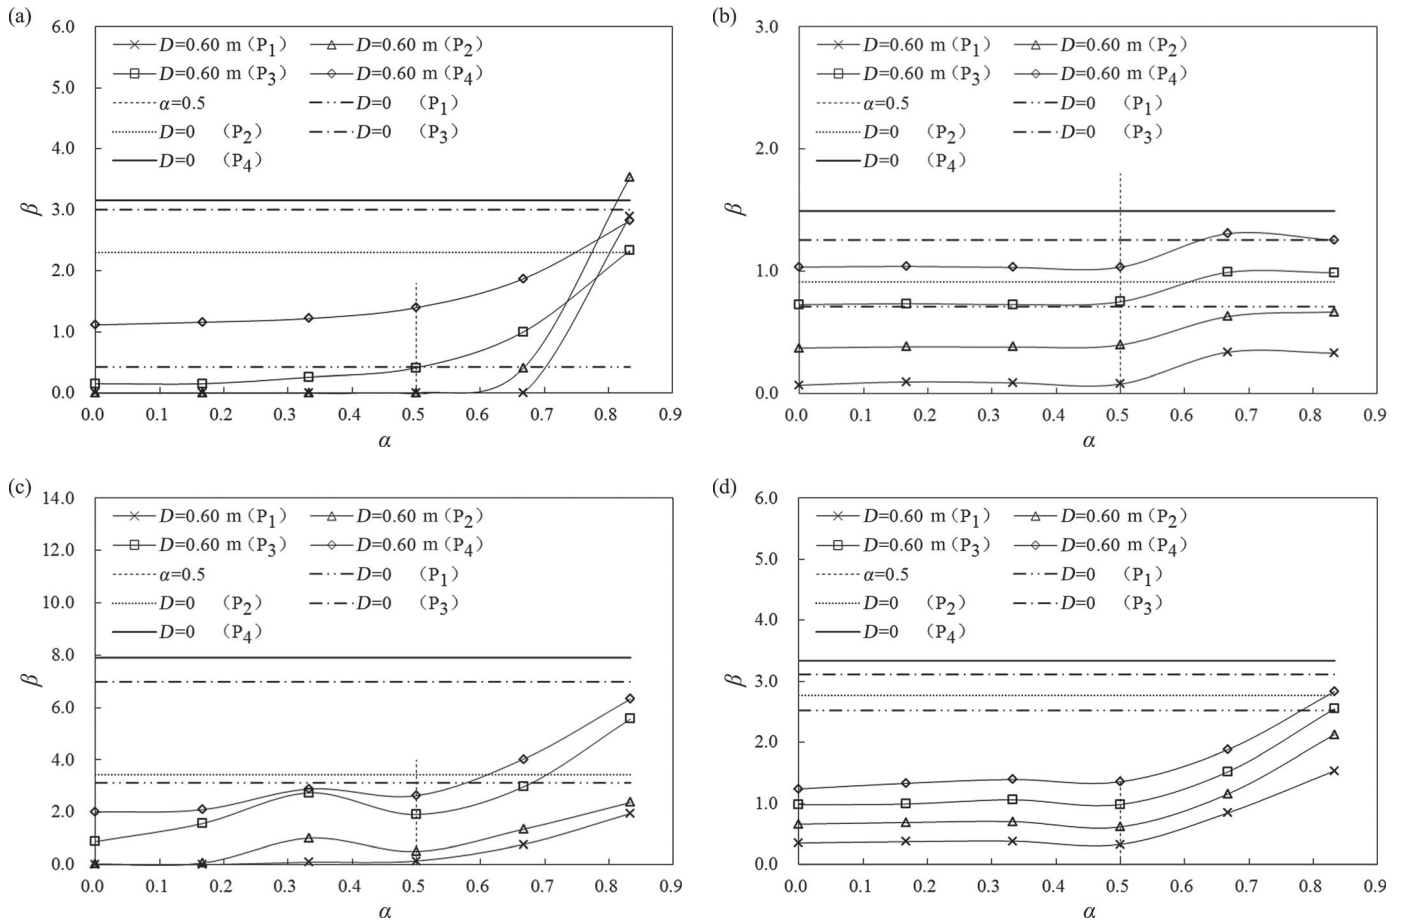 (a)
6.0
5.0
4.0
3.0
2.0
1.0
0.0
β
D=0.60 m（P1） D=0.60 m（P2）
D=0.60 m（P3） D=0.60 m（P4）
α=0.5 D=0 （P1）
D=0 （P2） D=0 （P3）
D=0 （P4）
0.0 0.1 0.2 0.3 0.4 0.5 0.6 0.7 0.8 0.9
α
(b)
3.0
2.0
1.0
0.0
β
D=0.60 m（P1） D=0.60 m（P2）
D=0.60 m（P3） D=0.60 m（P4）
α=0.5 D=0 （P1）
D=0 （P2） D=0 （P3）
D=0 （P4）
0.0 0.1 0.2 0.3 0.4 0.5 0.6 0.7 0.8 0.9
α
(c)
14.0
12.0
10.0
8.0
6.0
4.0
2.0
0.0
β
D=0.60 m（P1） D=0.60 m（P2）
D=0.60 m（P3） D=0.60 m（P4）
α=0.5 D=0 （P1）
D=0 （P2） D=0 （P3）
D=0 （P4）
0.0 0.1 0.2 0.3 0.4 0.5 0.6 0.7 0.8 0.9
α
(d)
6.0
5.0
4.0
3.0
2.0
1.0
0.0
β
D=0.60 m（P1） D=0.60 m（P2）
D=0.60 m（P3） D=0.60 m（P4）
α=0.5 D=0 （P1）
D=0 （P2） D=0 （P3）
D=0 （P4）
0.0 0.1 0.2 0.3 0.4 0.5 0.6 0.7 0.8 0.9
α